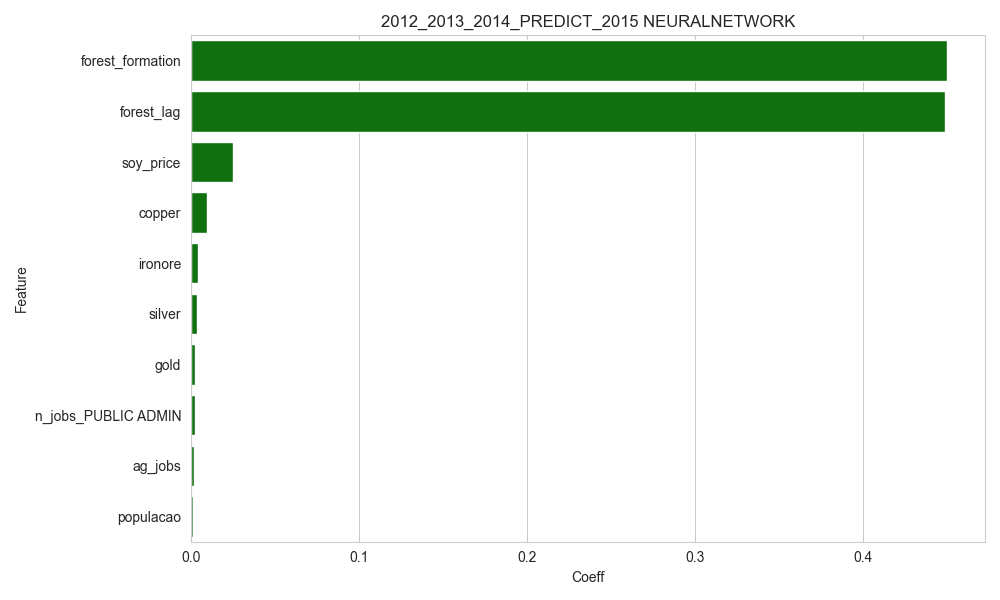 2012_2013_2014_PREDICT_2015 NEURALNETWORK
Feature
forest_formation
forest_lag
soy_price
copper
ironore
silver
gold
n_jobs_PUBLIC ADMIN
ag_jobs
populacao
0.0 0.1 0.2 0.3 0.4
Coeff